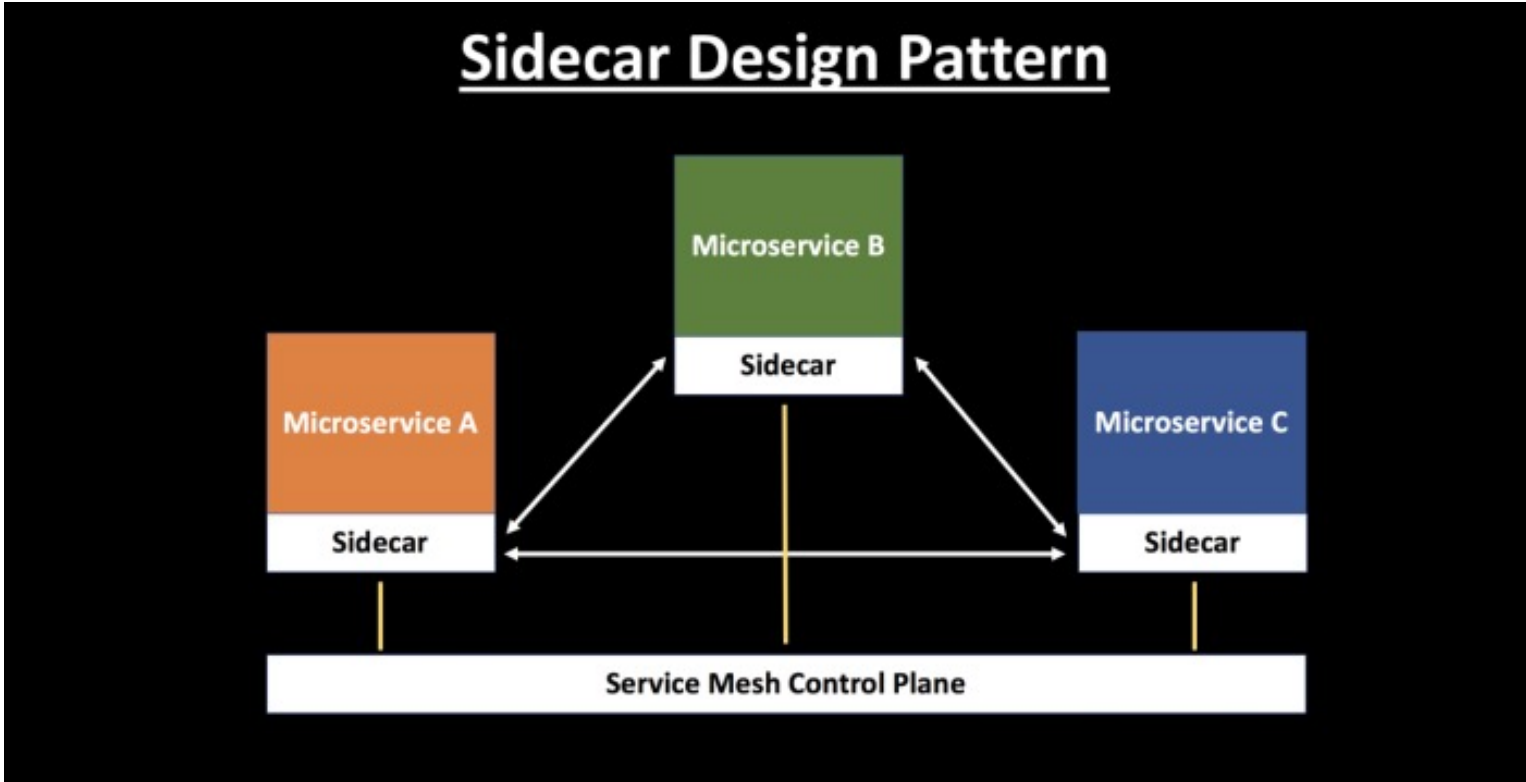 Sidecar Design Pattern
Microservice B
Sidecar
Microservice A
Sidecar
Microservice C
Sidecar
Service Mesh Control Plane